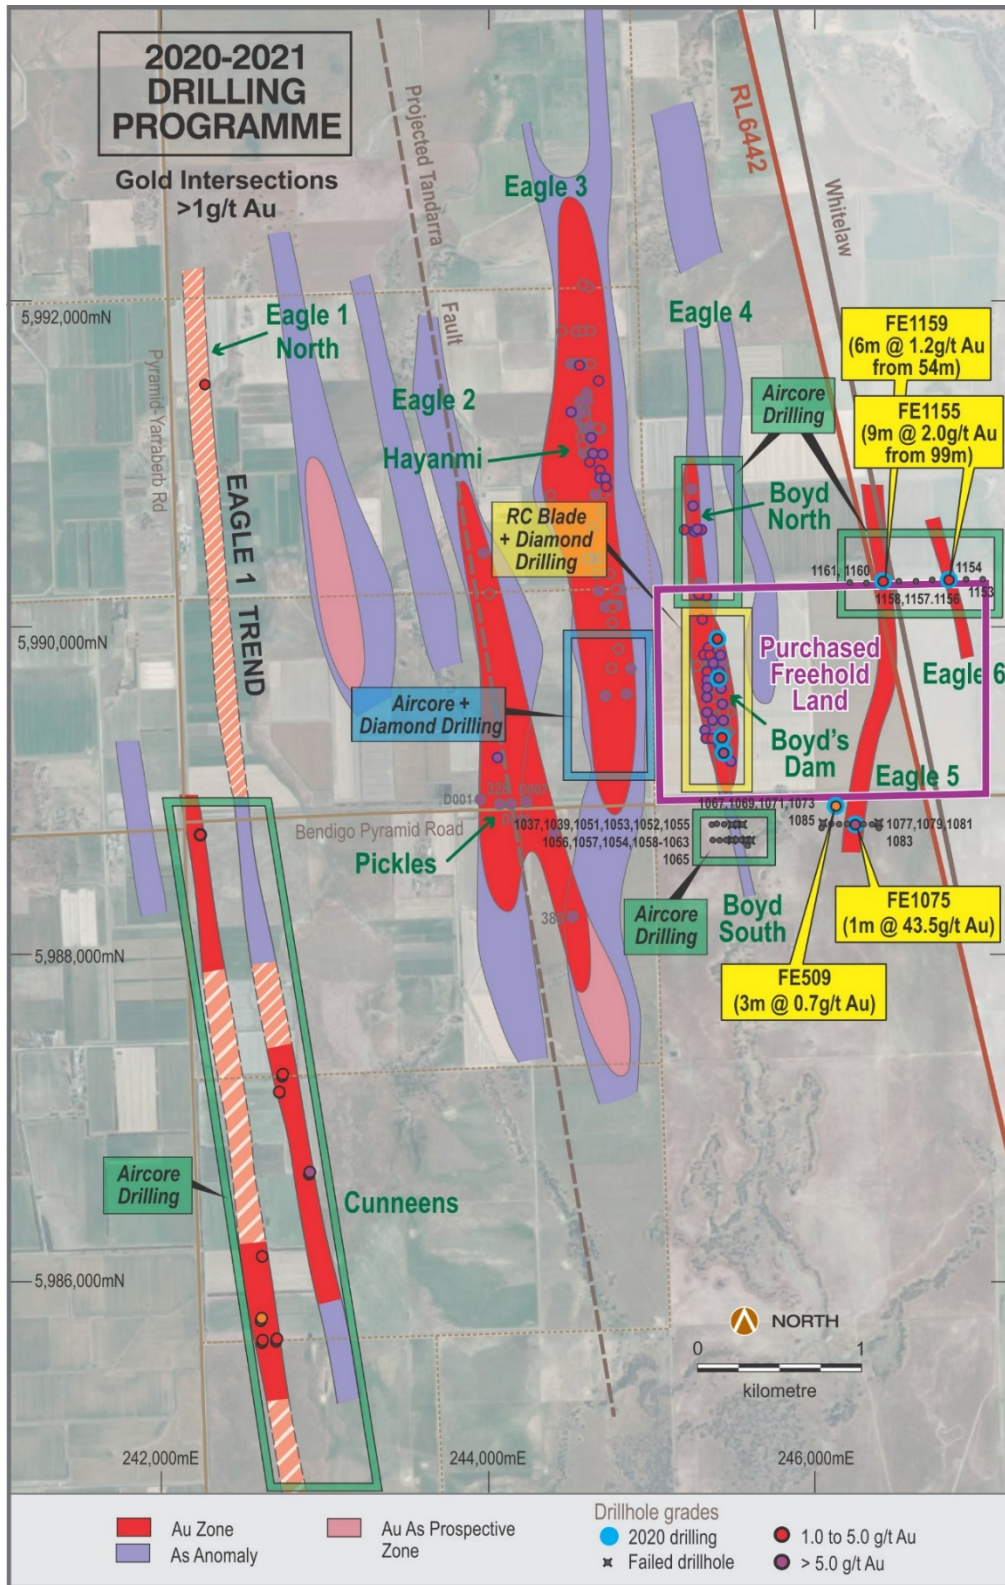 2020-2021
DRILLING
PROGRAMME
Gold Intersections
>1g/t Au
Projected Tandarra
Fault
RL6442
Whitelaw
Eagle 3
5,992,000mN
Eagle 1
North
Eagle 4
FE1159
(6m @ 1.2g/t Au
from 54m)
Pyramid-Yarraberb Rd
Eagle 2
Aircore
Drilling
FE1155
(9m @ 2.0g/t Au
from 99m)
Hayanmi
EAGLE 1 TREND
RC Blade
+ Diamond
Drilling
Boyd
North
1161, 1160
1154
1153
1158,1157.1156
5,990,000mN
Purchased
Freehold
Land
Eagle 6
Aircore +
Diamond Drilling
Boyd's
Dam
Eagle 5
D001
328
D007
1067,1069,1071,1073
1085
Bendigo Pyramid Road
1037,1039,1051,1053,1052,1055
1056,1057,1054,1058-1063
1065
1077,1079,1081
1083
Pickles
380
Aircore
Drilling
Boyd
South
FE1075
(1m @ 43.5g/t Au)
5,988,000mN
FE509
(3m @ 0.7g/t Au)
Aircore
Drilling
Cunneens
5,986,000mN
NORTH
0 1
kilometre
242,000mE
244,000mE
246,000mE
Au Zone
As Anomaly
Au As Prospective
Zone
Drillhole grades
2020 drilling
Failed drillhole
1.0 to 5.0 g/t Au
> 5.0 g/t Au